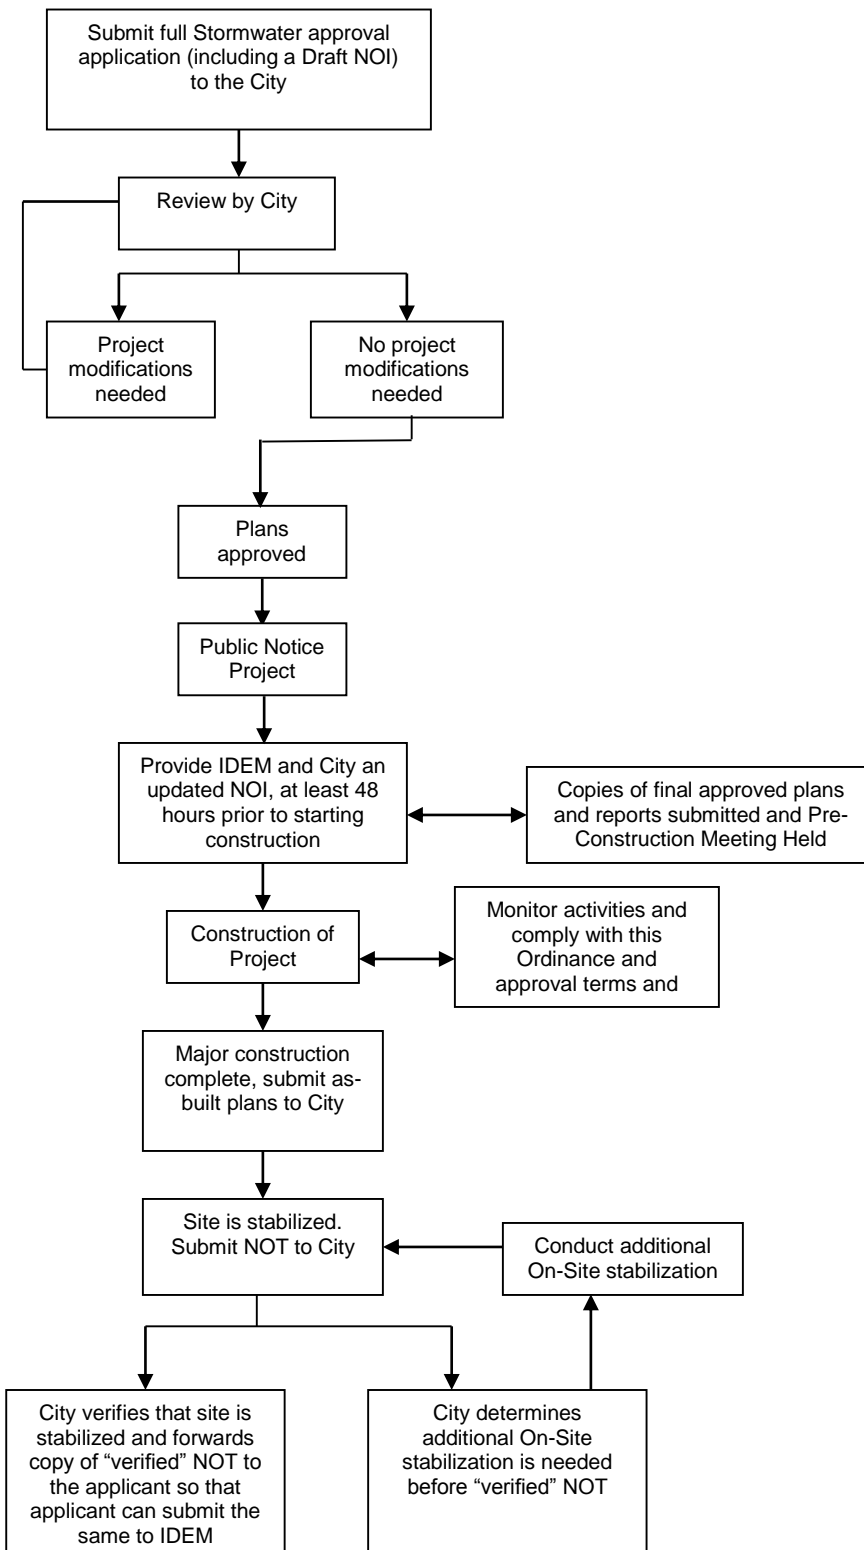 Submit full Stormwater approval
application (including a Draft NOI)
to the City
Review by City
Project
modifications
needed
No project
modifications
needed
Plans
approved
Public Notice
Project
Provide IDEM and City an
updated NOI, at least 48
hours prior to starting
construction
Copies of final approved plans
and reports submitted and Pre-
Construction Meeting Held
Construction of
Project
Monitor activities and
comply with this
Ordinance and
approval terms and
Major construction
complete, submit as-
built plans to City
Site is stabilized.
Submit NOT to City
Conduct additional
On-Site stabilization
City verifies that site is
stabilized and forwards
copy of “verified” NOT to
the applicant so that
applicant can submit the
same to IDEM
City determines
additional On-Site
stabilization is needed
before “verified” NOT